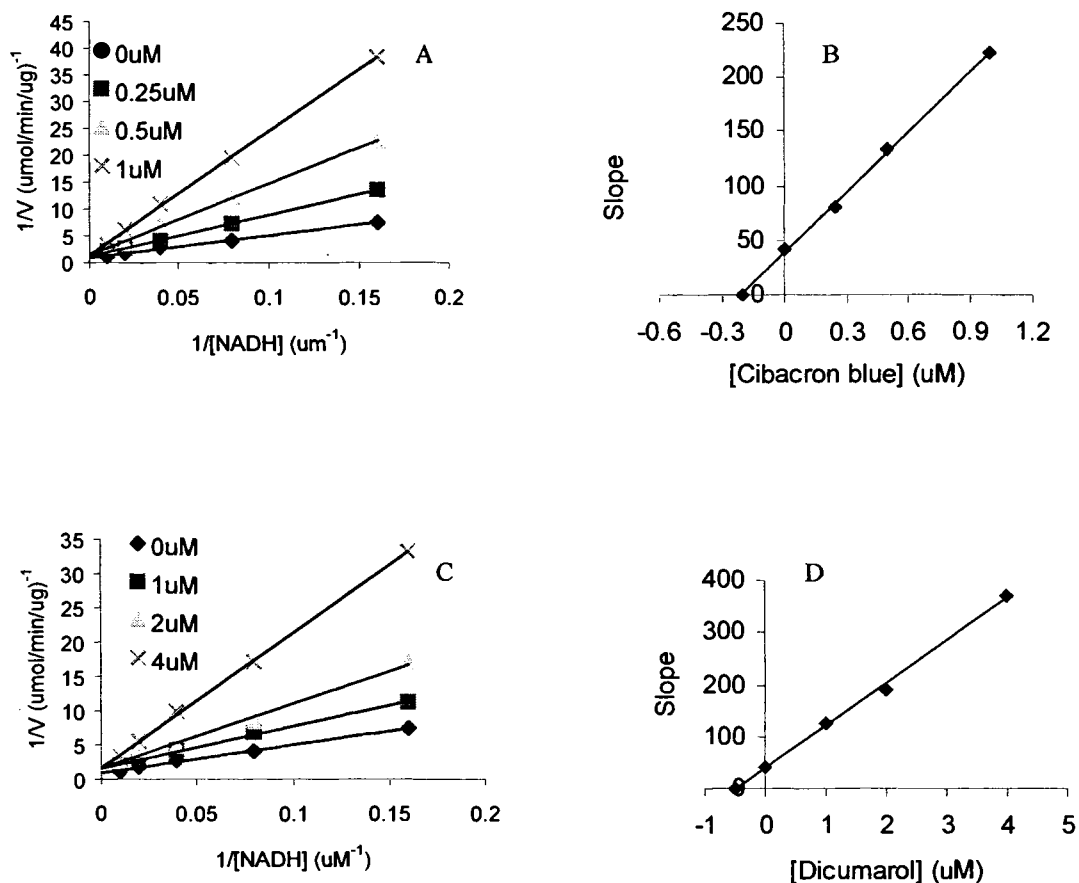 A
1/V (umol/min/ug)-1
45
40
35
30
25
20
15
10
5
0
0uM
0.25uM
0.5uM
1uM
0 0.05 0.1 0.15 0.2
1/[NADH] (um-1)
B
Slope
250
200
150
100
50
0
-0.6 -0.3 0 0.3 0.6 0.9 1.2
[Cibacron blue] (uM)
C
1/V (umol/min/ug)-1
35
30
25
20
15
10
5
0
0uM
1uM
2uM
4uM
0 0.05 0.1 0.15 0.2
1/[NADH] (uM-1)
D
Slope
400
300
200
100
0
-1 0 1 2 3 4 5
[Dicumarol] (uM)